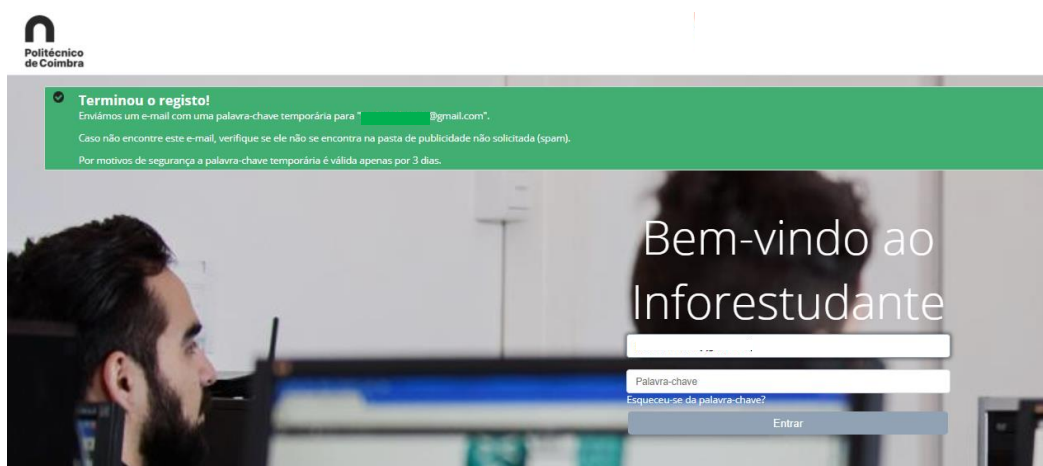 Politécnico
de Coimbra
Terminou o registo!
Enviámos um e-mail com uma palavra-chave temporária para " @gmail.com".
Caso não encontre este e-mail, verifique se ele não se encontra na pasta de publicidade não solicitada (spam).
Por motivos de segurança a palavra-chave temporária é válida apenas por 3 dias.
Bem-vindo ao
Inforestudante
Palavra-chave
Esqueceu-se da palavra-chave?
Entrar